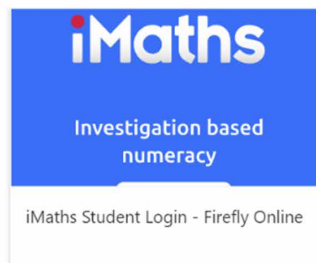 iMaths
Investigation based
numeracy
iMaths Student Login - Firefly Online